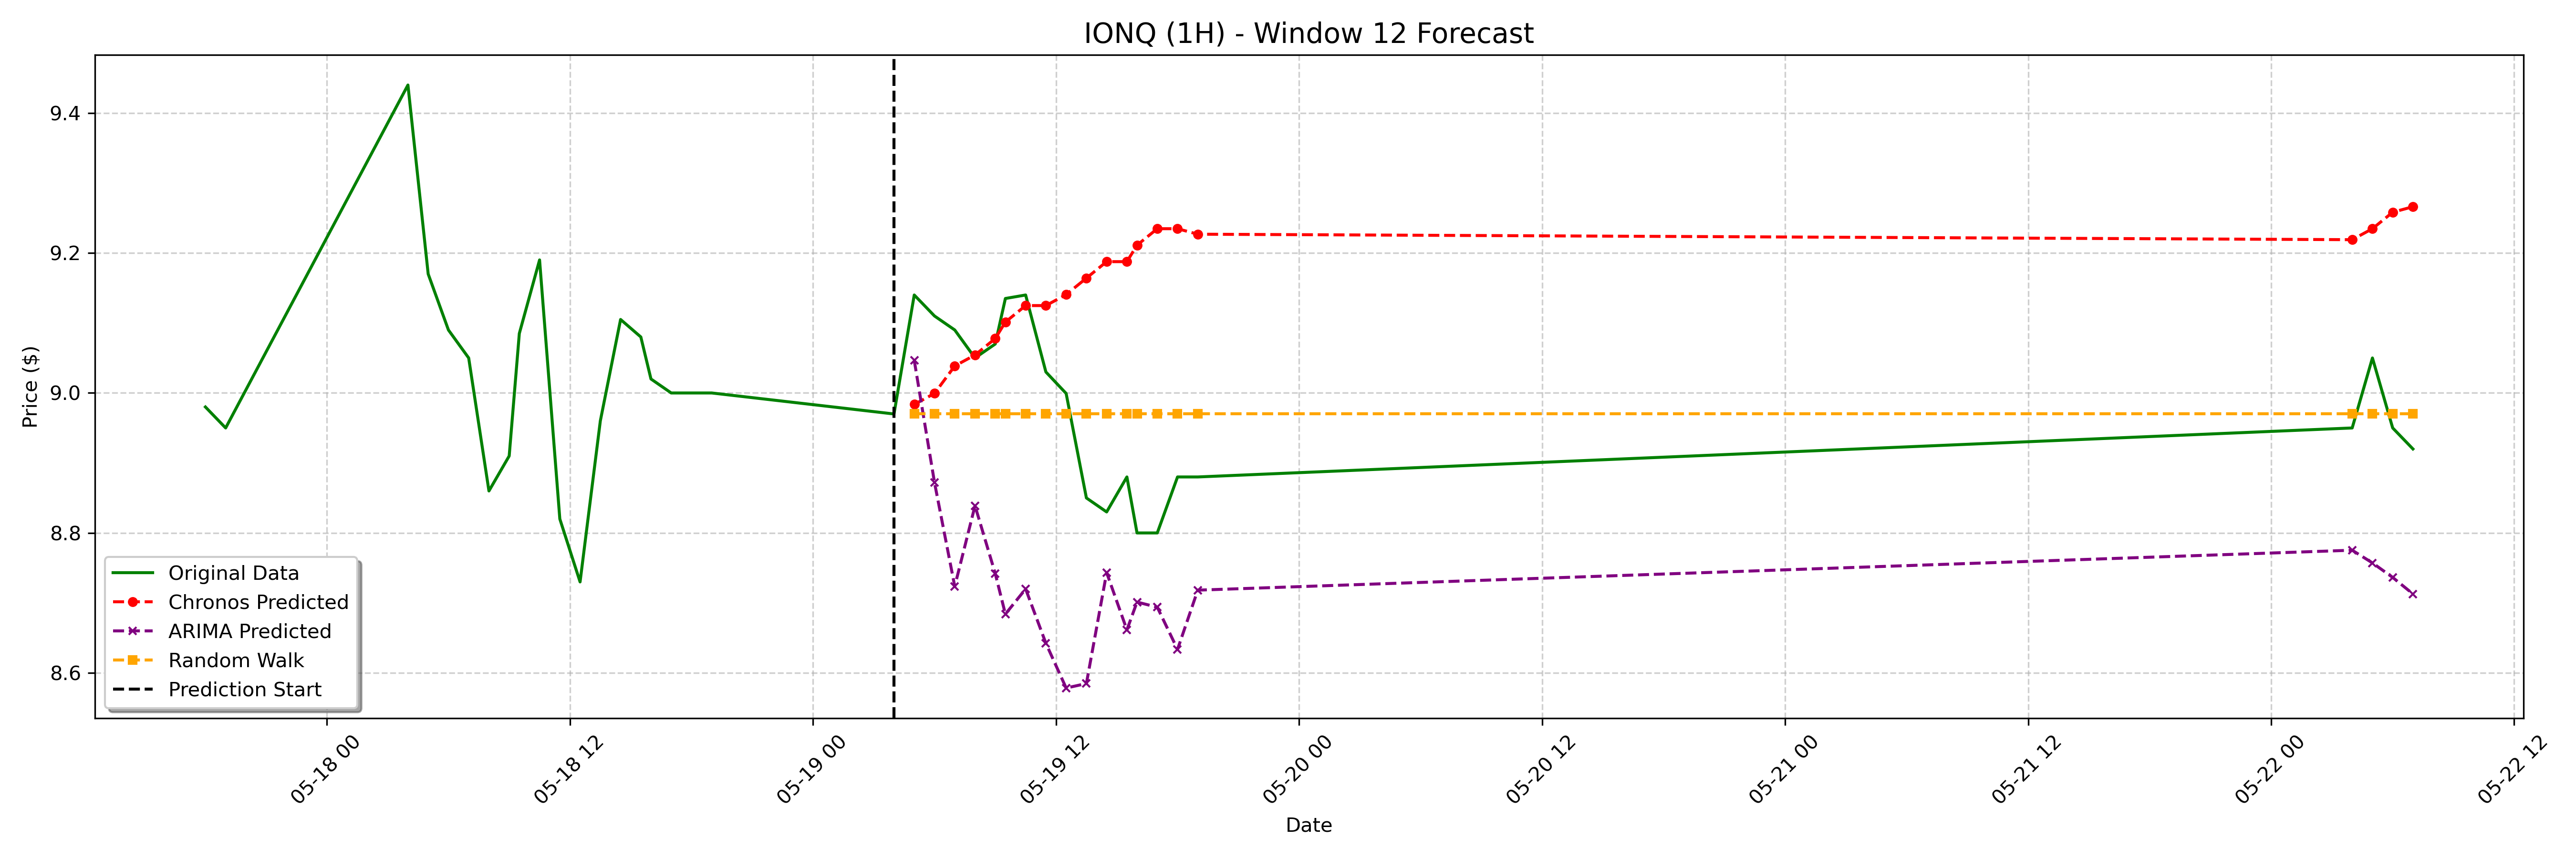 IONQ (1H) - Window 12 Forecast
Price ($)
9.4
9.2
9.0
8.8
8.6
Original Data
Chronos Predicted
ARIMA Predicted
Random Walk
Prediction Start
05-18 00
05-18 12
05-19 00
05-19 12
05-20 00
05-20 12
05-21 00
05-21 12
05-22 00
05-22 12
Date